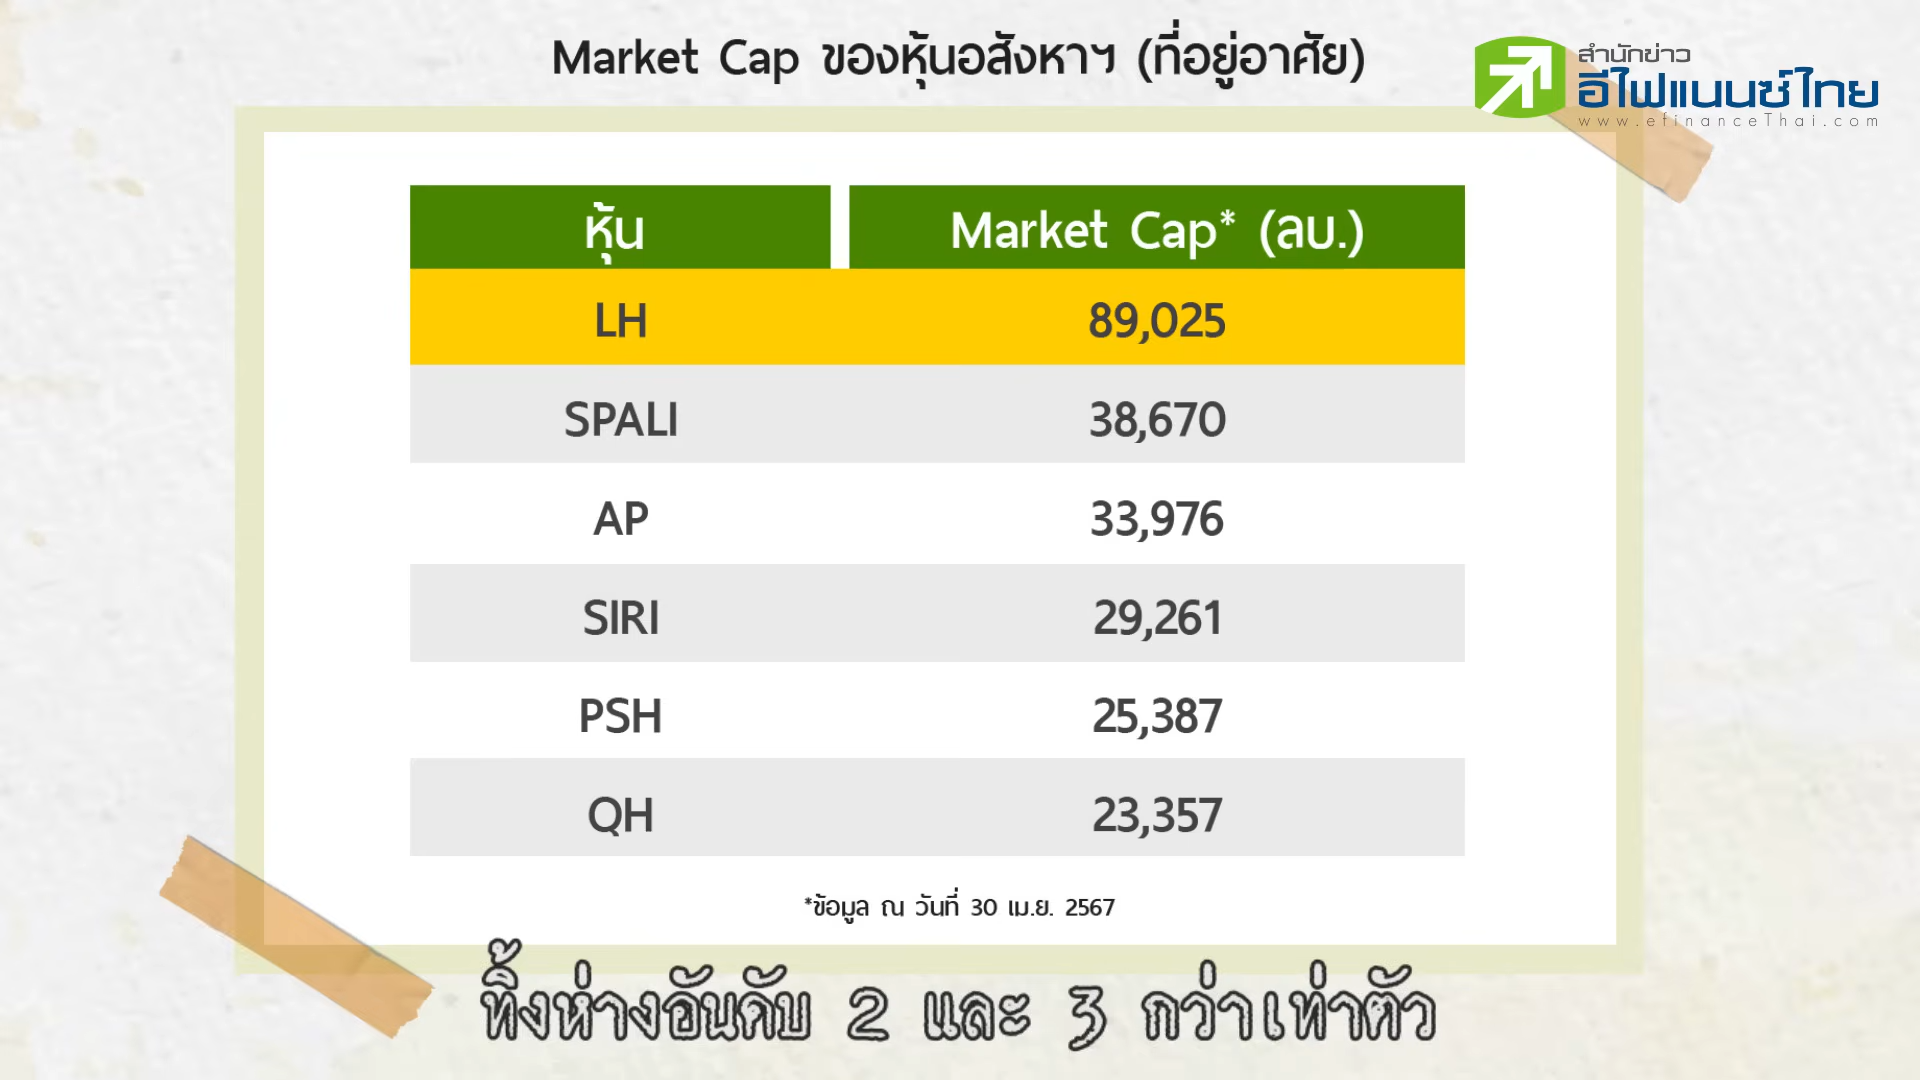 Market Cap ของหุ้นอสังหาฯ (ที่อยู่อาศัย)
สำนักข่าว
อีไฟแนนซ์ไทย
www.efinanceThai.com
หุ้น Market Cap* (ลบ.)
LH 89,025
SPALI 38,670
AP 33,976
SIRI 29,261
PSH 25,387
QH 23,357
*ข้อมูล ณ วันที่ 30 เม.ย. 2567
ทิ้งห่างอันดับ 2 และ 3 กว่าเท่าตัว